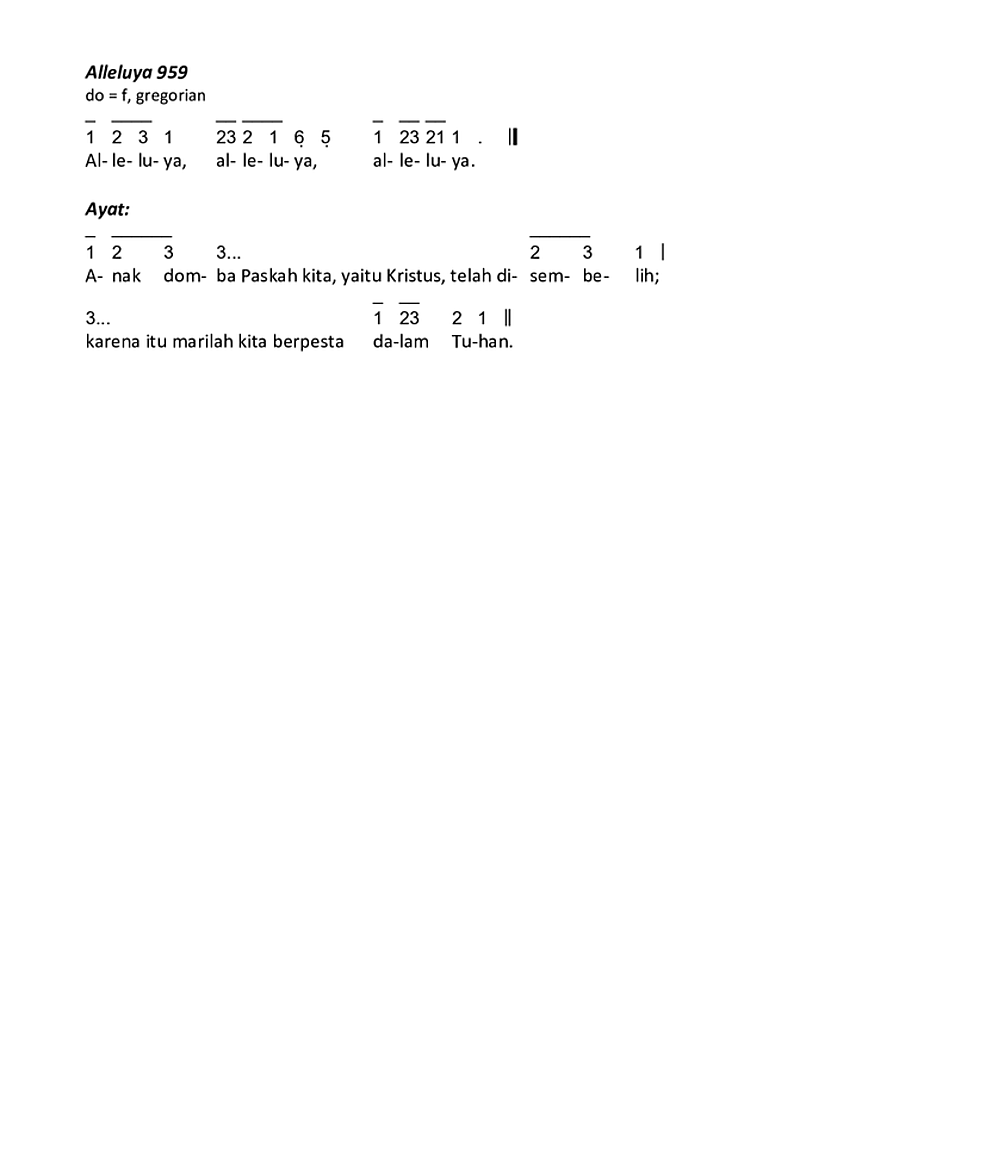 Alleluya 959
do = f, gregorian
1 2 3 1 23 2 1 6̣ 5̣ 1 23 21 1 . 𝄂
Al- le- lu- ya, al- le- lu- ya, al- le- lu- ya.
Ayat:
1 2 3 3... 2 3 1 |
A- nak dom- ba Paskah kita, yaitu Kristus, telah di- sem- be- lih;
3... 1 23 2 1 ||
karena itu marilah kita berpesta da-lam Tu-han.